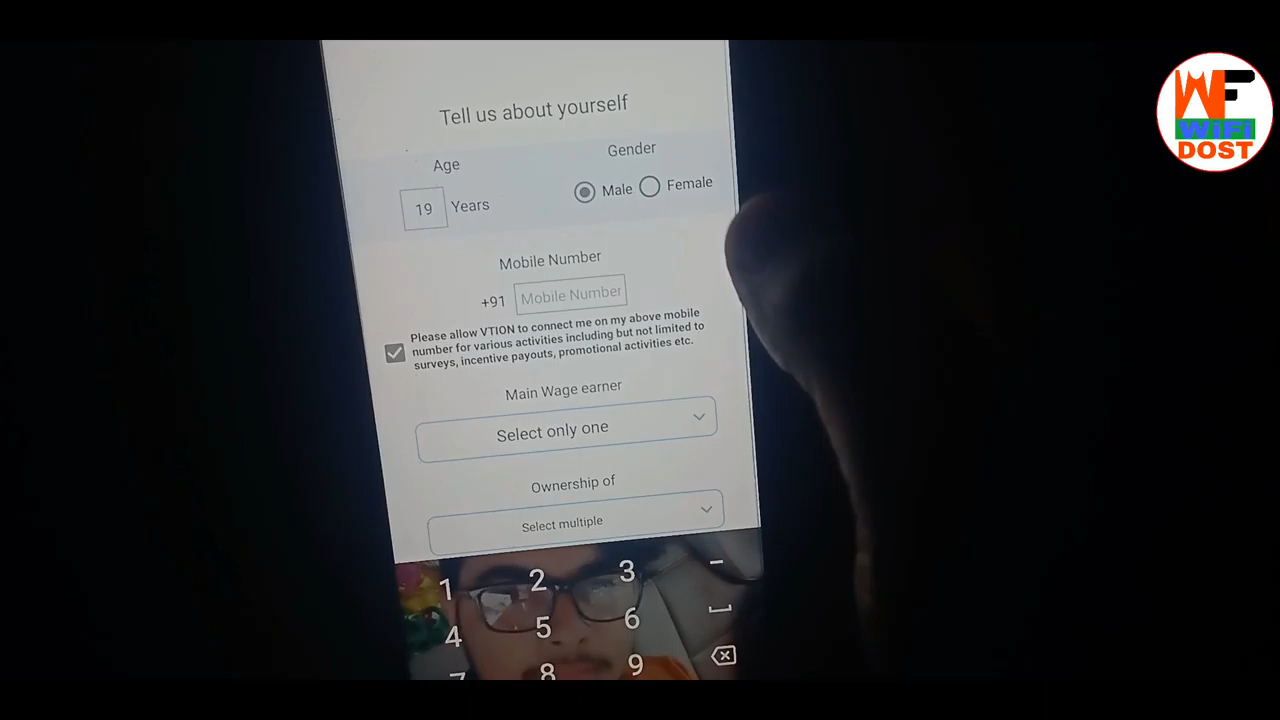 WF
WiFi
DOST
Tell us about yourself
Age
Gender
19 Years
Male Female
Mobile Number
+91 Mobile Number
Please allow VTION to connect me on my above mobile
number for various activities including but not limited to
surveys, incentive payouts, promotional activities etc.
Main Wage earner
Select only one
Ownership of
Select multiple
1 2 3 -
4 5 6
7 8 9